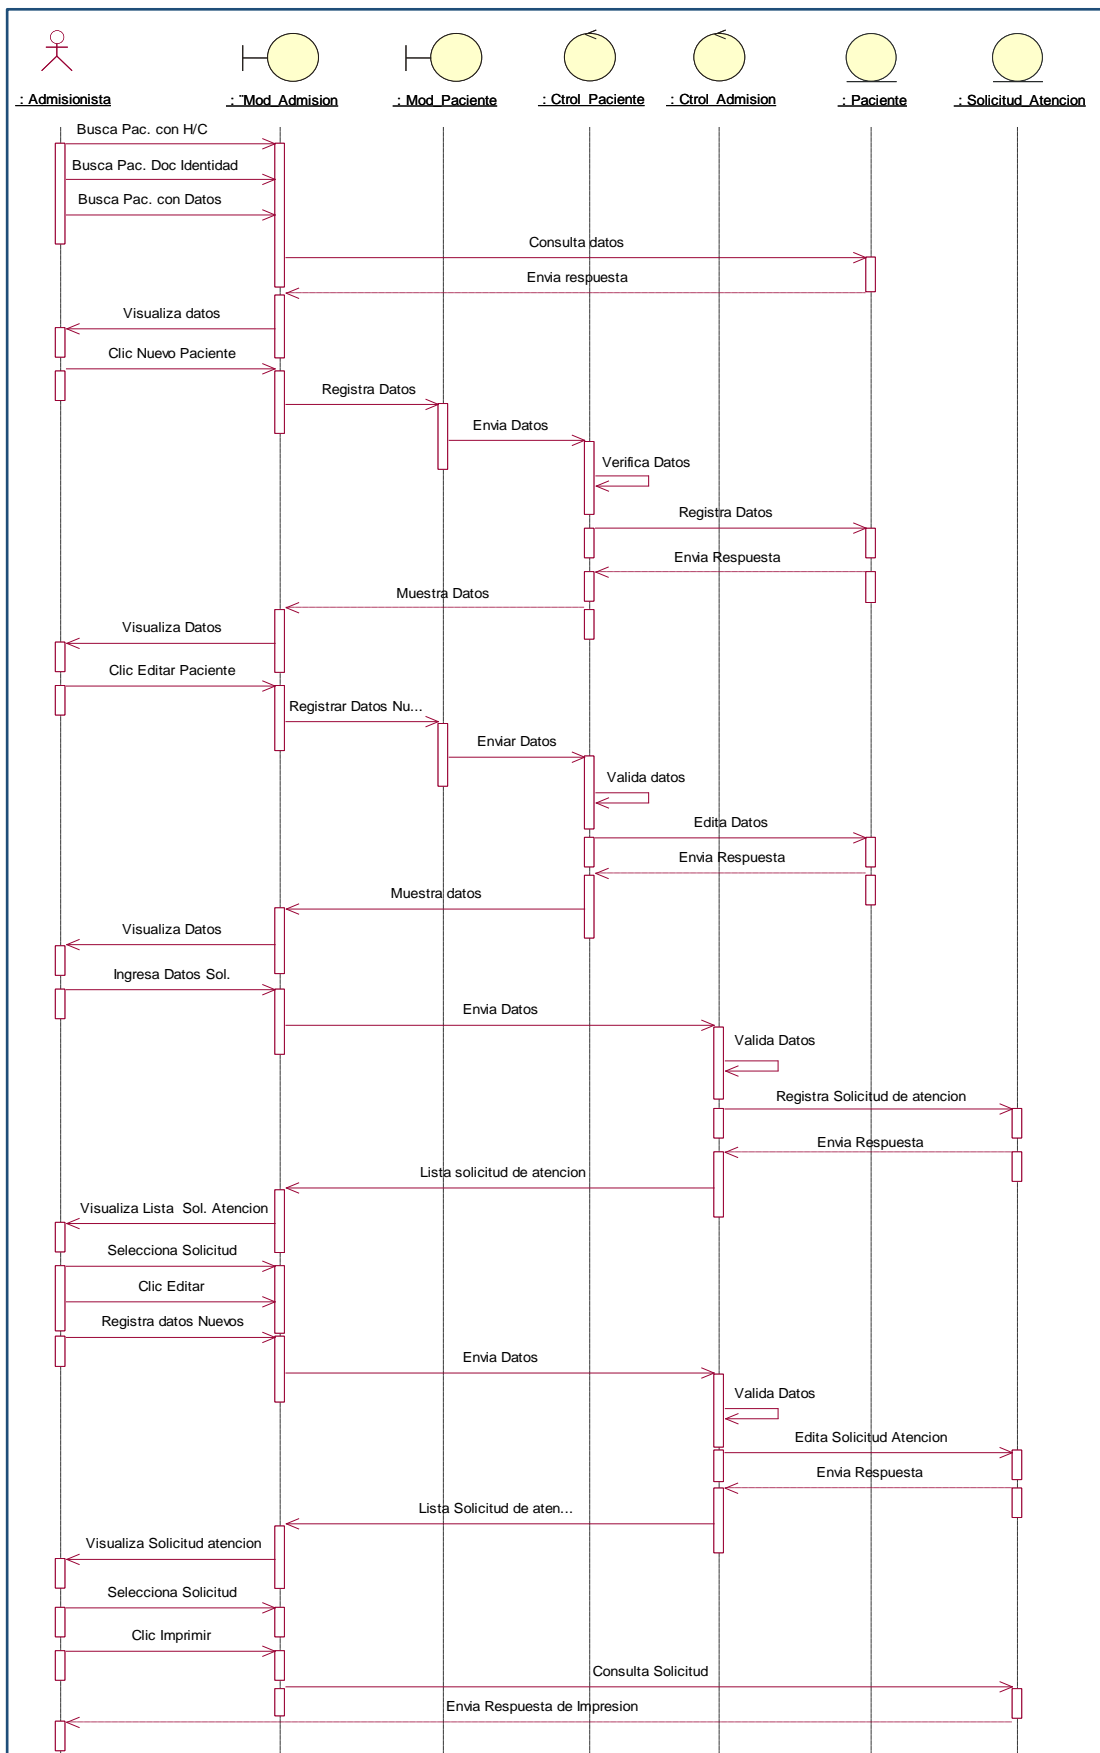 : Admisionista
: ¨Mod_Admision
: Mod_Paciente
: Ctrol_Paciente
: Ctrol_Admision
: Paciente
: Solicitud_Atencion
Busca Pac. con H/C
Busca Pac. Doc Identidad
Busca Pac. con Datos
Consulta datos
Envia respuesta
Visualiza datos
Clic Nuevo Paciente
Registra Datos
Envia Datos
Verifica Datos
Registra Datos
Envia Respuesta
Muestra Datos
Visualiza Datos
Clic Editar Paciente
Registrar Datos Nu...
Enviar Datos
Valida datos
Edita Datos
Envia Respuesta
Muestra datos
Visualiza Datos
Ingresa Datos Sol.
Envia Datos
Valida Datos
Registra Solicitud de atencion
Envia Respuesta
Lista solicitud de atencion
Visualiza Lista  Sol. Atencion
Selecciona Solicitud
Clic Editar
Registra datos Nuevos
Envia Datos
Valida Datos
Edita Solicitud Atencion
Envia Respuesta
Lista Solicitud de aten...
Visualiza Solicitud atencion
Selecciona Solicitud
Clic Imprimir
Consulta Solicitud
Envia Respuesta de Impresion